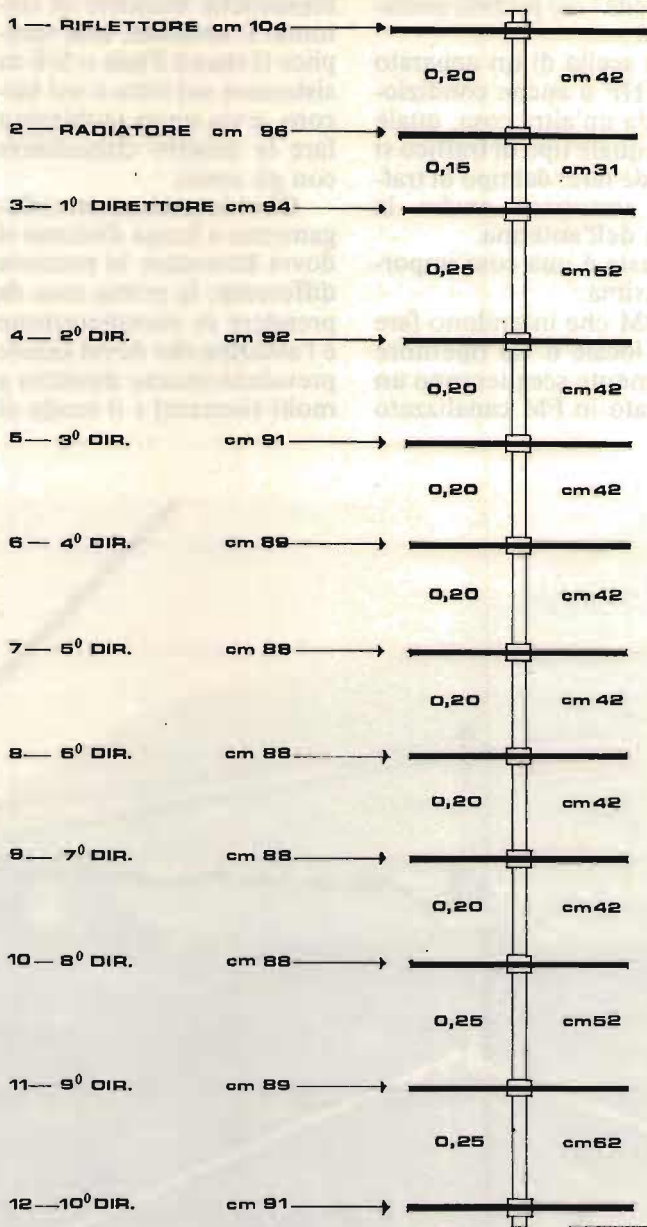 1 — RIFLETTORE cm 104
0,20 cm 42
2 — RADIATORE cm 96
0,15 cm 31
3 — 1⁰ DIRETTORE cm 94
0,25 cm 52
4 — 2⁰ DIR. cm 92
0,20 cm 42
5 — 3⁰ DIR. cm 91
0,20 cm 42
6 — 4⁰ DIR. cm 89
0,20 cm 42
7 — 5⁰ DIR. cm 88
0,20 cm 42
8 — 6⁰ DIR. cm 88
0,20 cm 42
9 — 7⁰ DIR. cm 88
0,20 cm 42
10 — 8⁰ DIR. cm 88
0,25 cm 52
11 — 9⁰ DIR. cm 89
0,25 cm 62
12 — 10⁰ DIR. cm 91